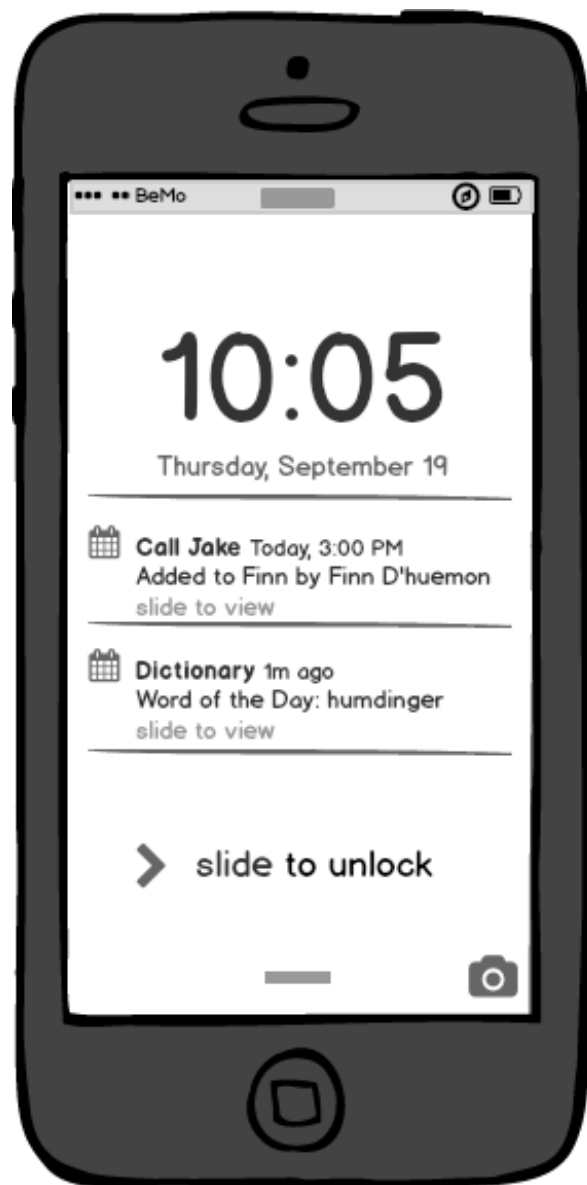 BeMo
10:05
Thursday, September 19
Call Jake Today, 3:00 PM
Added to Finn by Finn D'huemon
slide to view
Dictionary 1m ago
Word of the Day: humdinger
slide to view
slide to unlock